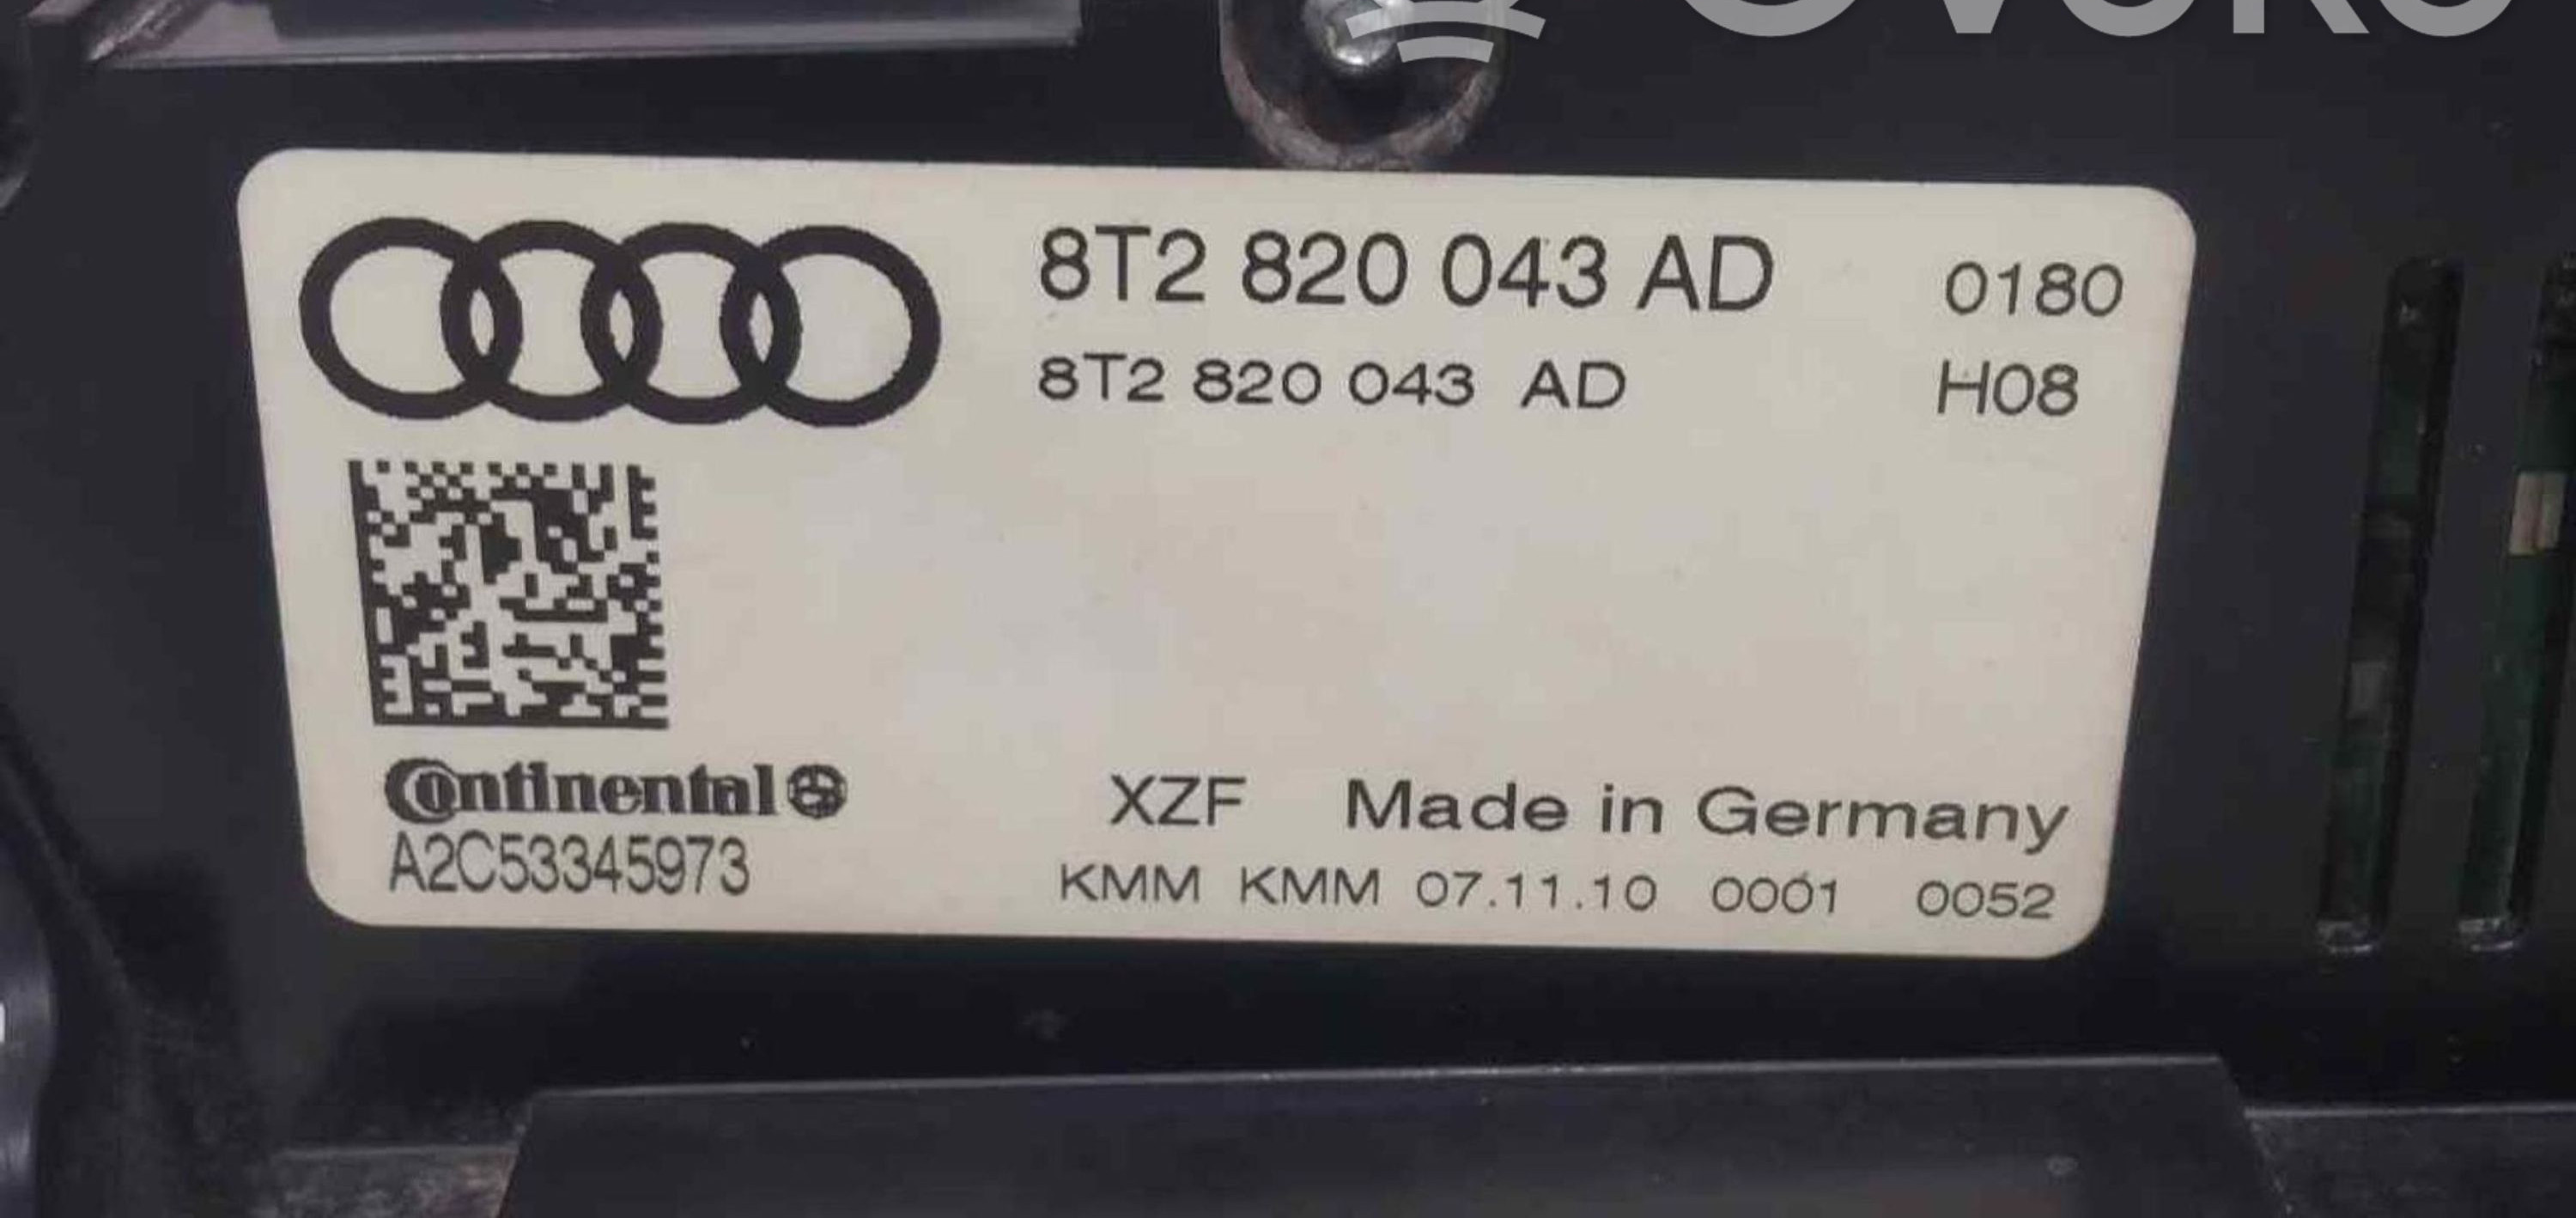 8T2 820 043 AD 0180
8T2 820 043 AD H08
Continental
A2C53345973
XZF Made in Germany
KMM KMM 07.11.10 0001 0052